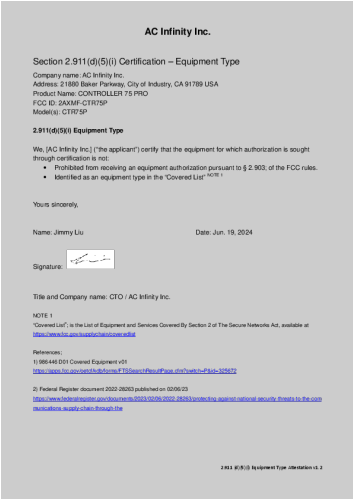 AC Infinity Inc.
Section 2.911(d)(5)(i) Certification – Equipment Type
Company name: AC Infinity Inc.
Address: 21880 Baker Parkway, City of Industry, CA 91789 USA
Product Name: CONTROLLER 75 PRO
FCC ID: 2AXMF-CTR75P
Model(s): CTR75P
2.911(d)(5)(i) Equipment Type
We, [AC Infinity Inc.] ("the applicant") certify that the equipment for which authorization is sought
through certification is not:
• Prohibited from receiving an equipment authorization pursuant to § 2.903; of the FCC rules.
• Identified as an equipment type in the "Covered List" NOTE 1
Yours sincerely,
Name: Jimmy Liu Date: Jun. 19, 2024
Signature:
Title and Company name: CTO / AC Infinity Inc.
NOTE 1
"Covered List"; is the List of Equipment and Services Covered By Section 2 of The Secure Networks Act, available at
https://www.fcc.gov/supplychain/coveredlist
References;
1) 986446 D01 Covered Equipment v01
https://apps.fcc.gov/oetcf/kdb/forms/FTSSearchResultPage.cfm?switch=P&id=325672
2) Federal Register document 2022-28263 published on 02/06/23
https://www.federalregister.gov/documents/2023/02/06/2022-28263/protecting-against-national-security-threats-to-the-com
munications-supply-chain-through-the
2.911 Equipment Type Attestation v3.2